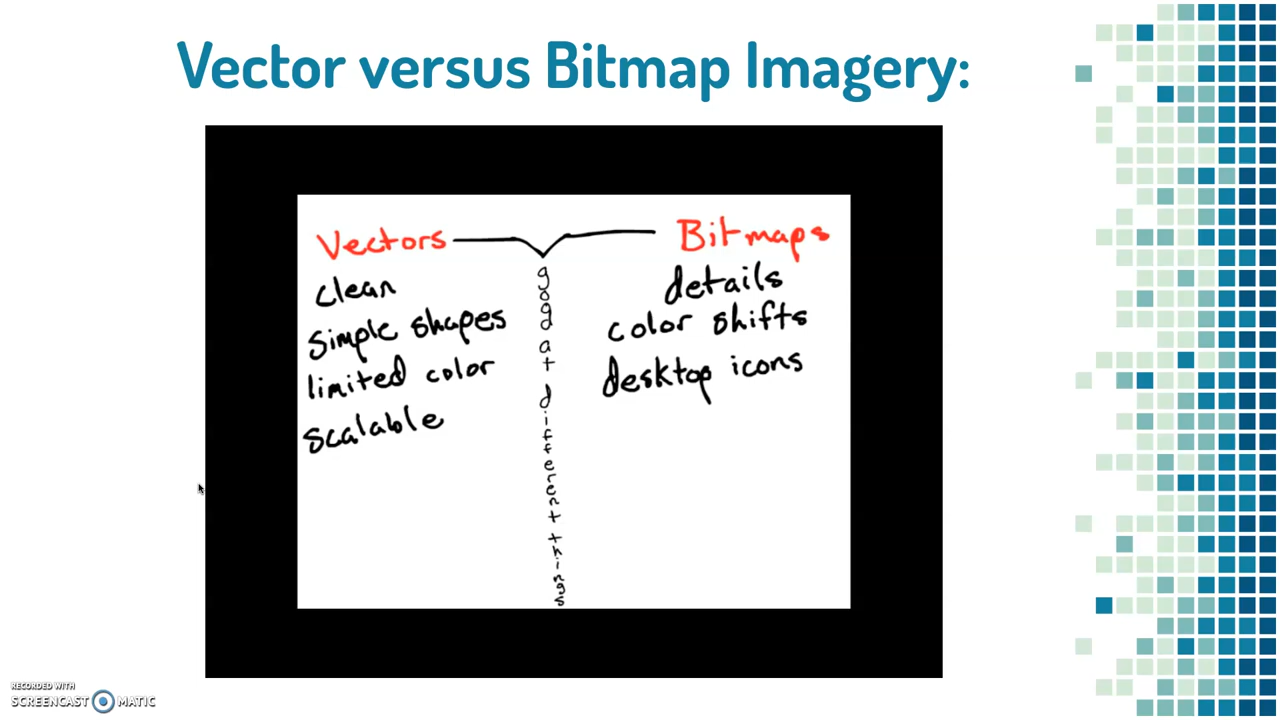 Vector versus Bitmap Imagery:
Vectors
clean
simple shapes
limited color
scalable
good at different things
Bitmaps
details
color shifts
desktop icons
RECORDED WITH
SCREENCAST MATIC